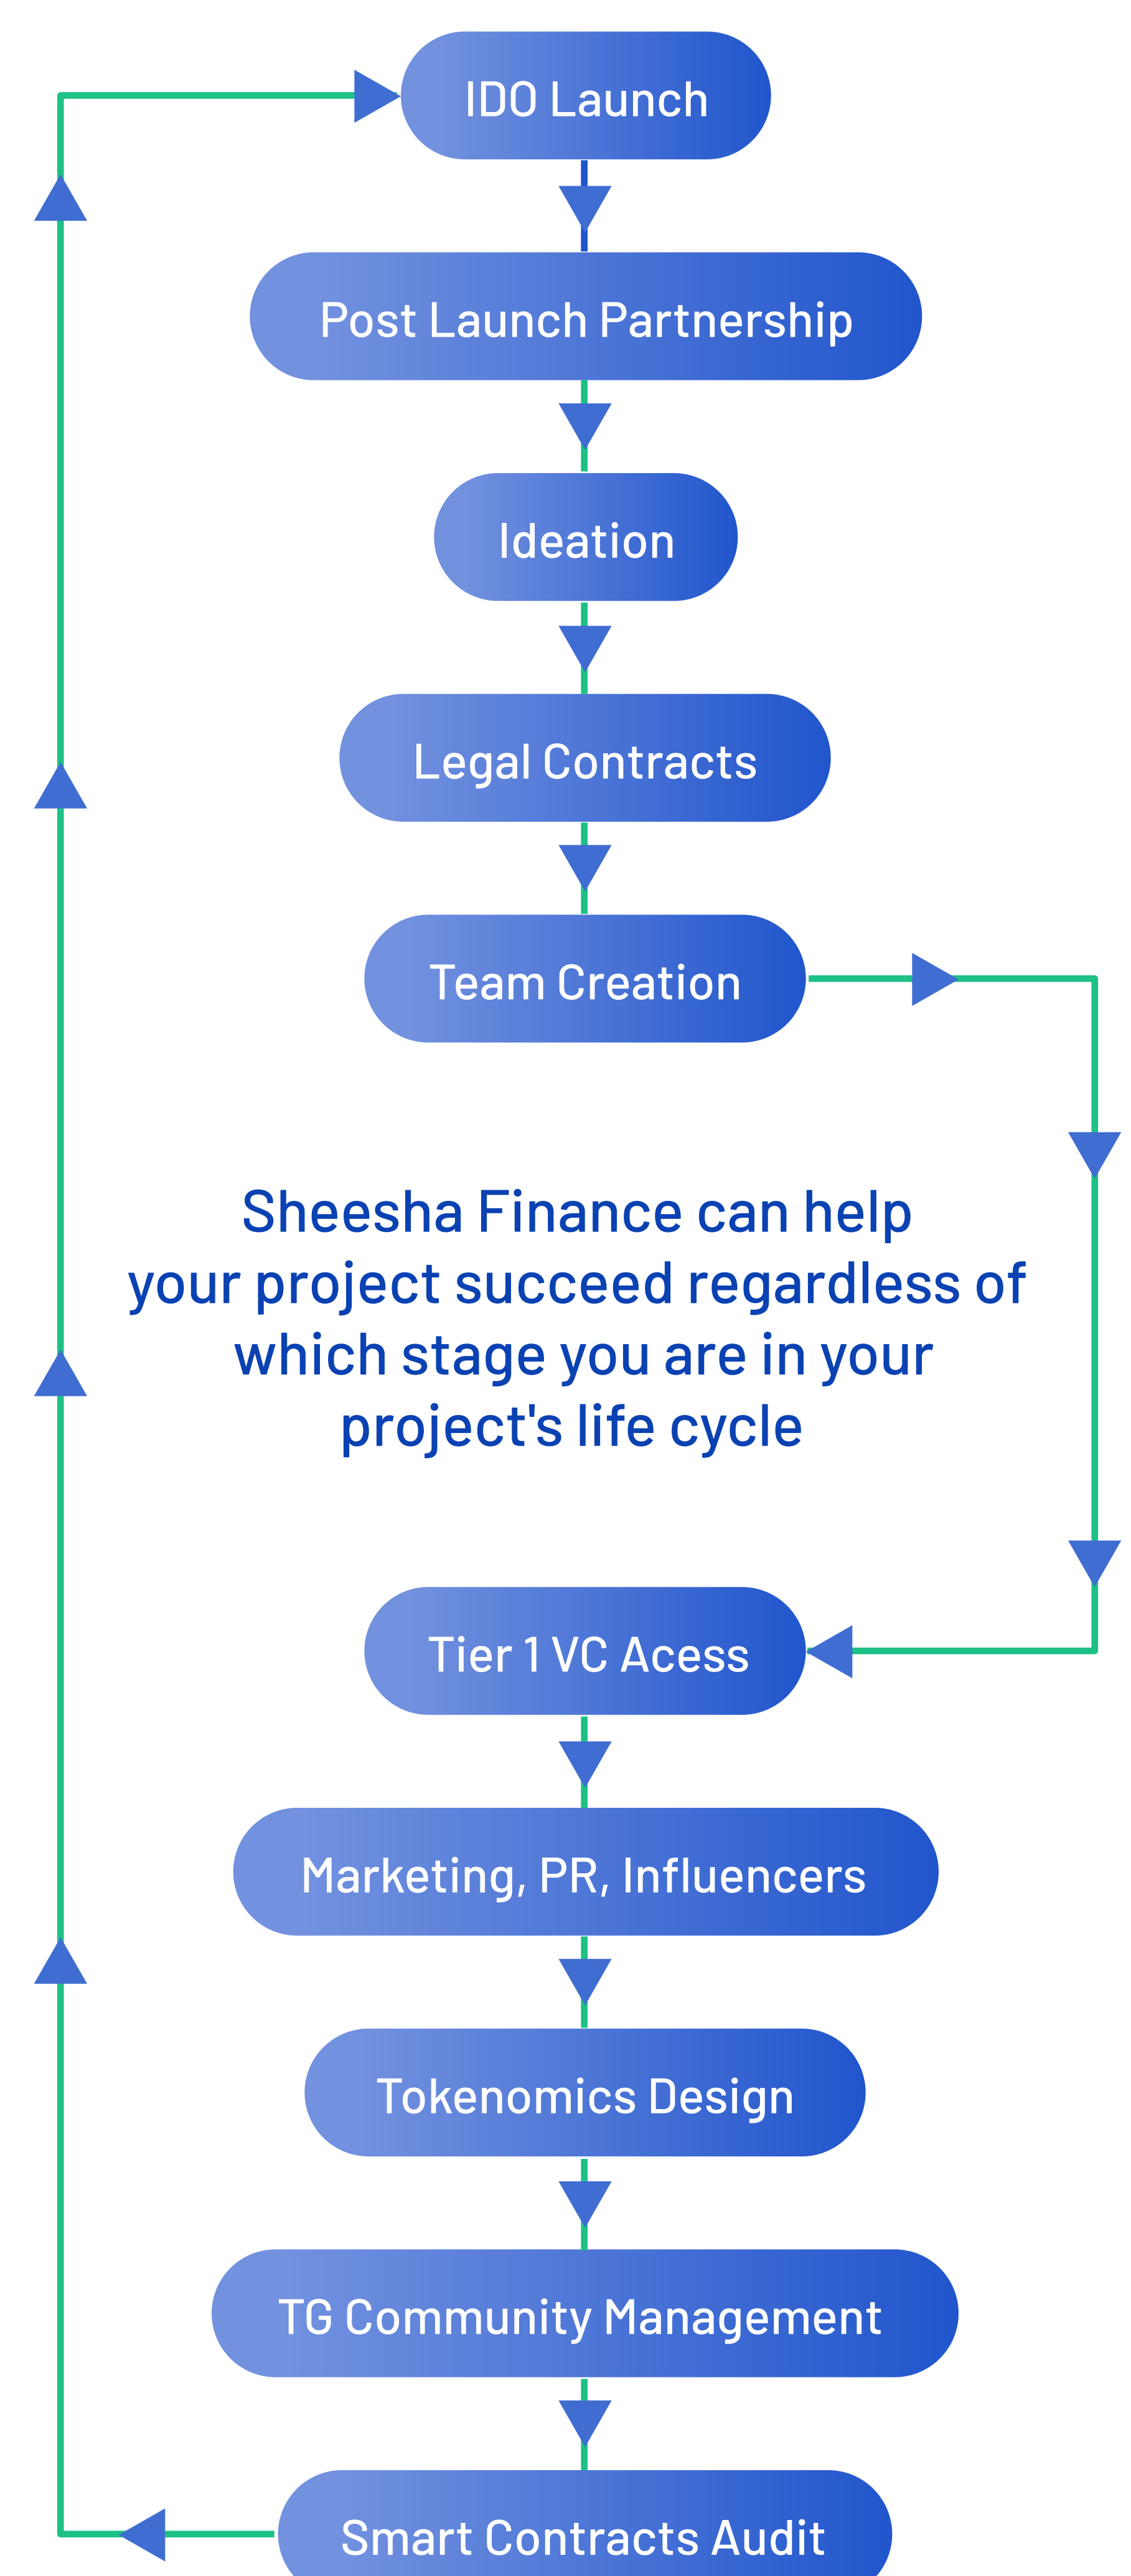 IDO Launch
Post Launch Partnership
Ideation
Legal Contracts
Team Creation
Sheesha Finance can help
your project succeed regardless of
which stage you are in your
project's life cycle
Tier 1 VC Acess
Marketing, PR, Influencers
Tokenomics Design
TG Community Management
Smart Contracts Audit